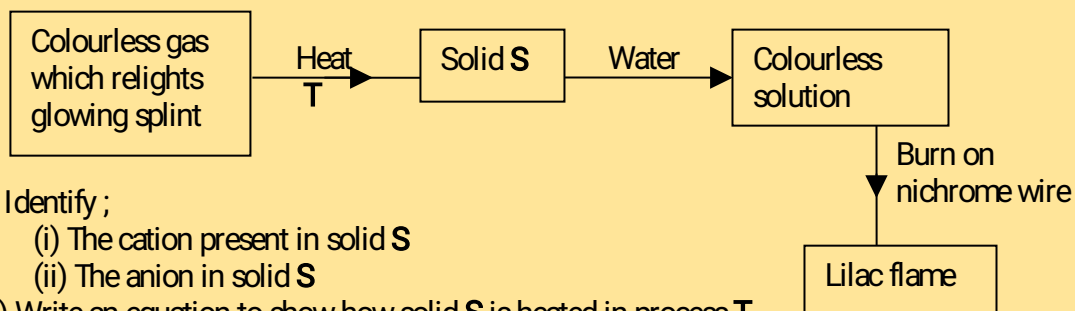 Colourless gas
which relights
glowing splint
Heat
T
Solid S
Water
Colourless
solution
Burn on
nichrome wire
Lilac flame
Identify ;
(i) The cation present in solid S
(ii) The anion in solid S
) Write an equation to show how solid S is heated in process T